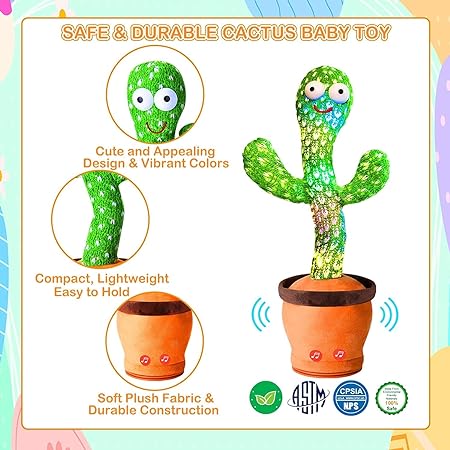 SAFE & DURABLE CACTUS BABY TOY
Cute and Appealing
Design & Vibrant Colors
Compact, Lightweight
Easy to Hold
Soft Plush Fabric &
Durable Construction
ASTM
CPSIA
NPS
100%
Safe